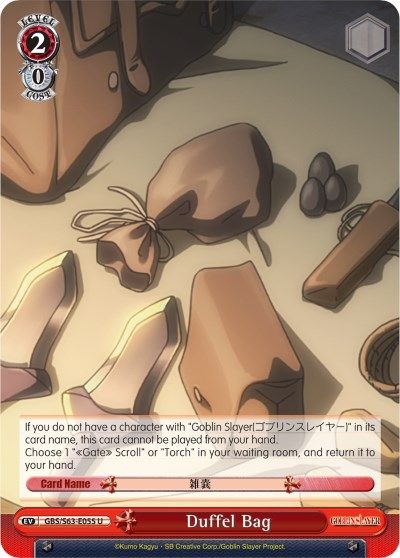 LEVEL
2
0
COST
If you do not have a character with "Goblin Slayer[ゴブリンスレイヤー]" in its
card name, this card cannot be played from your hand.
Choose 1 "«Gate» Scroll" or "Torch" in your waiting room, and return it
to your hand.
Card Name 雑嚢
EV GBS/S63-E055 U Duffel Bag GOBLIN SLAYER
©Kumo Kagyu・SB Creative Corp./Goblin Slayer Project.